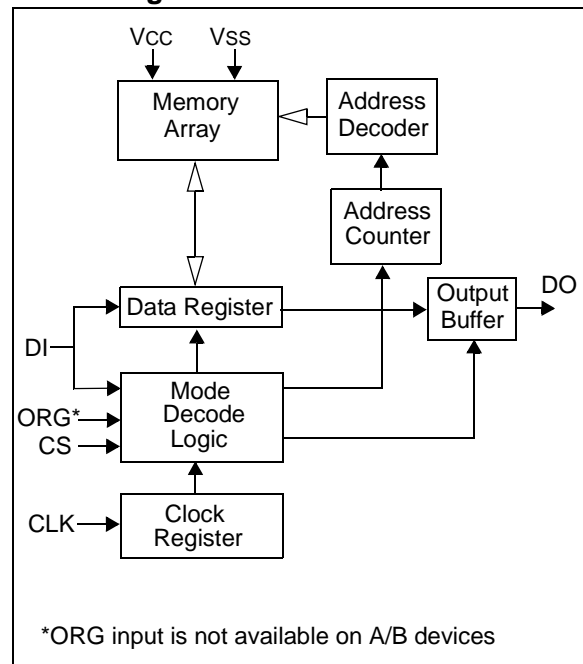 VCC VSS
Memory
Array
Address
Decoder
Address
Counter
Data Register
Output
Buffer
DO
DI
Mode
Decode
Logic
ORG*
CS
CLK
Clock
Register
*ORG input is not available on A/B devices